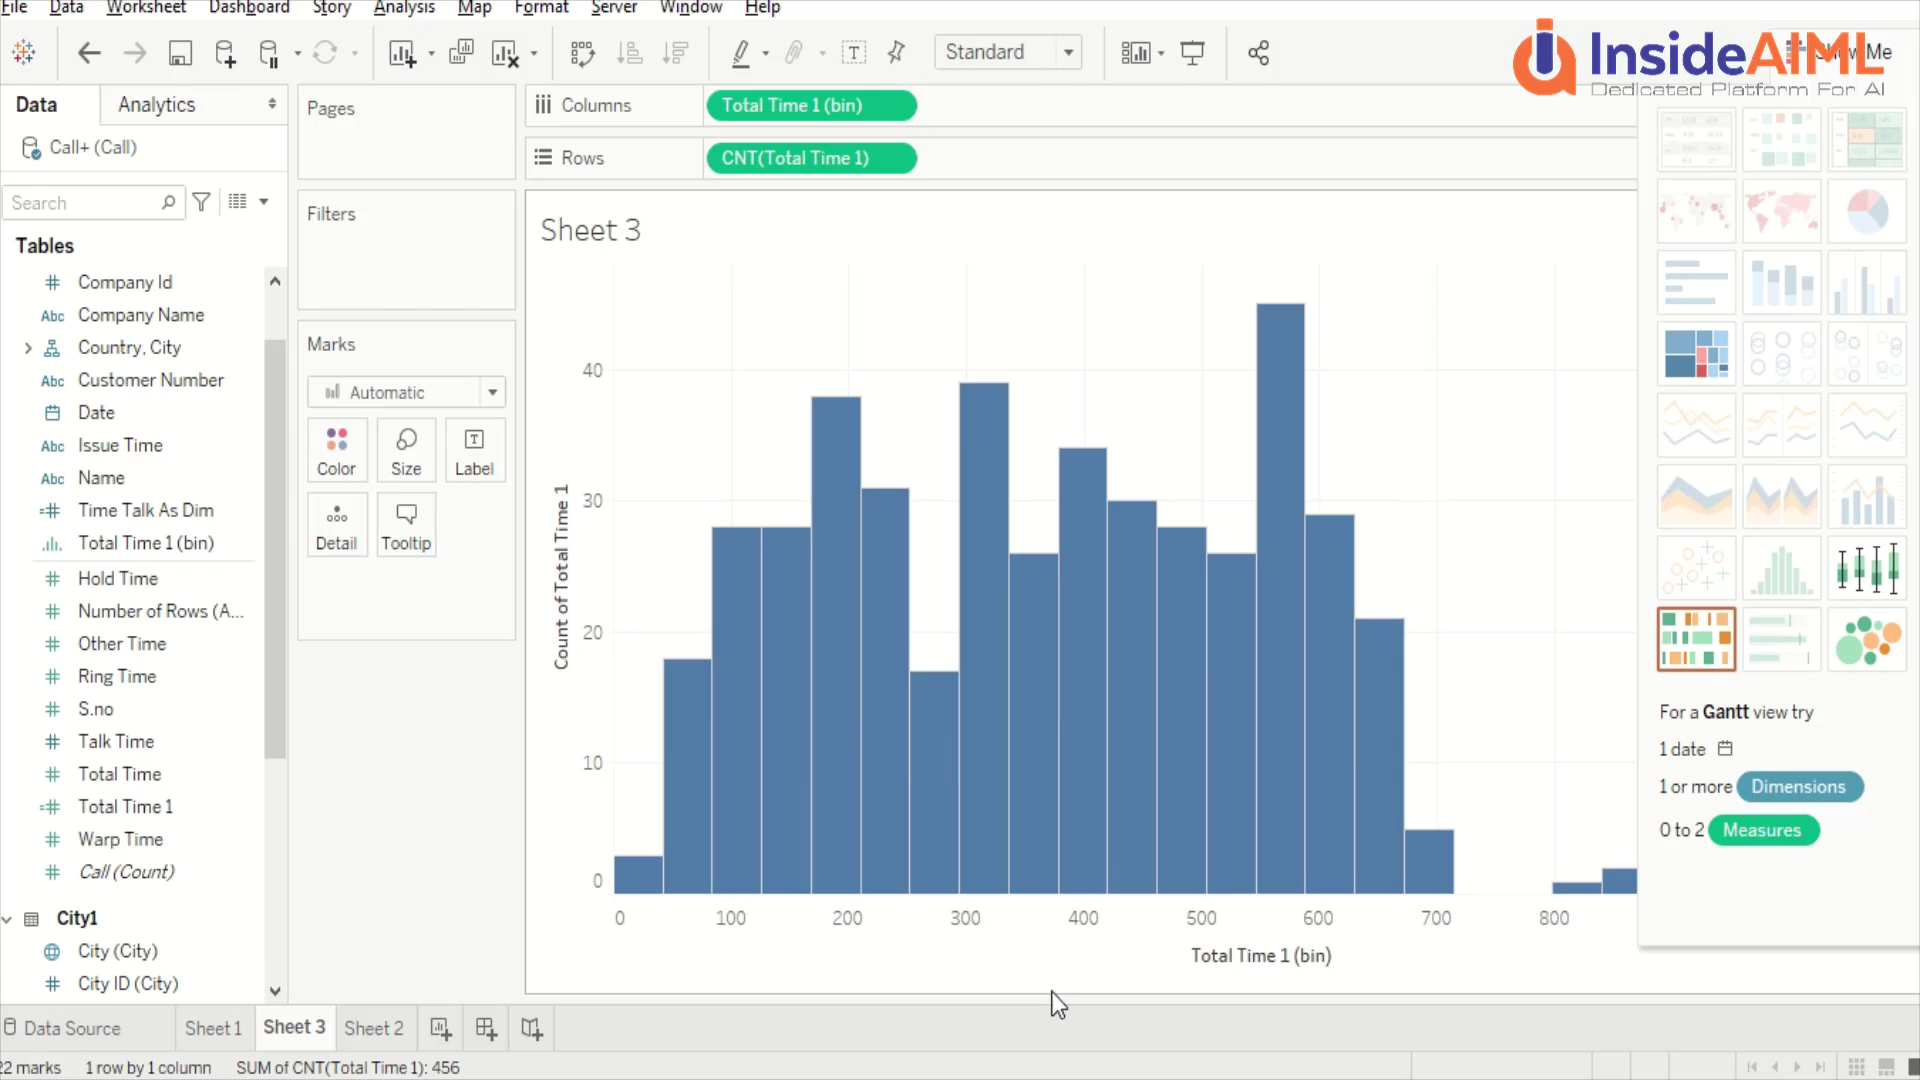 File Data Worksheet Dashboard Story Analysis Map Format Server Window Help
Standard
InsideAIML
Me
Dedicated Platform For AI
Data Analytics
Call+ (Call)
Search
Tables
Company Id
Company Name
Country, City
Abc Customer Number
Date
Abc Issue Time
Abc Name
Time Talk As Dim
Total Time 1 (bin)
Hold Time
Number of Rows (A...
Other Time
Ring Time
S.no
Talk Time
Total Time
Total Time 1
Warp Time
Call (Count)
City1
City (City)
City ID (City)
Pages
Filters
Marks
Automatic
Color Size Label
Detail Tooltip
Columns Total Time 1 (bin)
Rows CNT(Total Time 1)
Sheet 3
Count of Total Time 1
40
30
20
10
0
0 100 200 300 400 500 600 700 800
Total Time 1 (bin)
For a Gantt view try
1 date
1 or more Dimensions
0 to 2 Measures
Data Source Sheet 1 Sheet 3 Sheet 2
22 marks 1 row by 1 column SUM of CNT(Total Time 1): 456